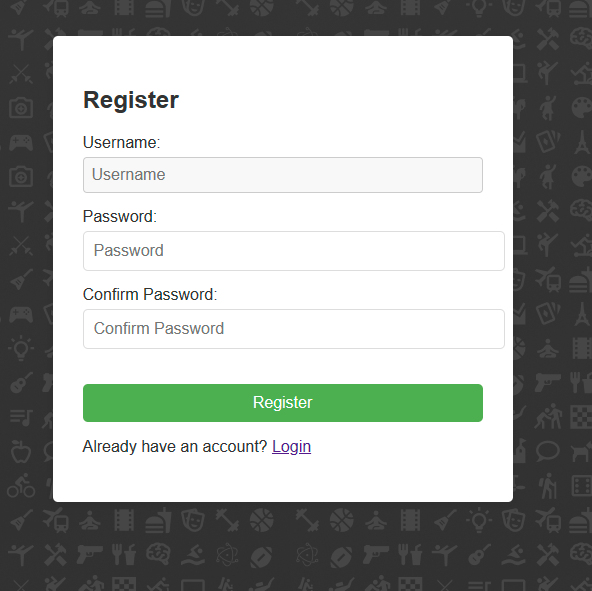 Register
Username:
Username
Password:
Password
Confirm Password:
Confirm Password
Register
Already have an account? Login